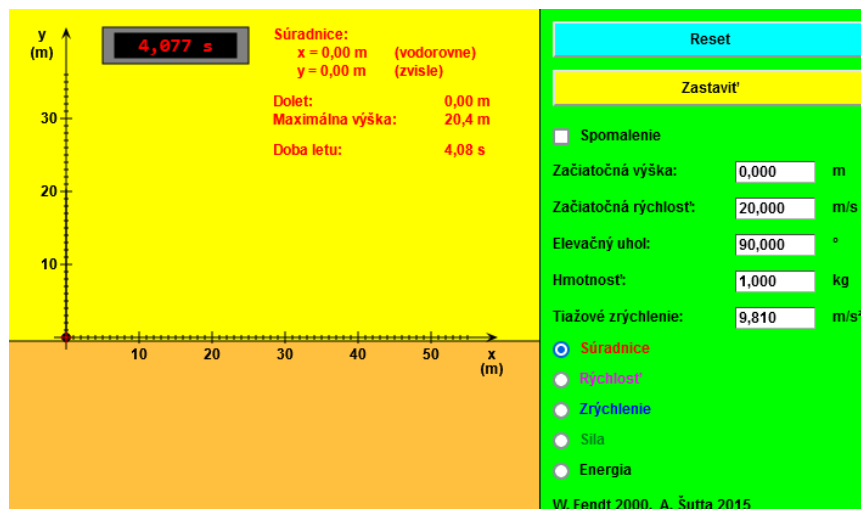 y
(m)
4,077 s
Súradnice:
x = 0,00 m (vodorovne)
y = 0,00 m (zvisle)
Dolet: 0,00 m
Maximálna výška: 20,4 m
Doba letu: 4,08 s
30
20
10
10 20 30 40 50 x
(m)
Reset
Zastaviť
Spomalenie
Začiatočná výška: 0,000 m
Začiatočná rýchlosť: 20,000 m/s
Elevačný uhol: 90,000 °
Hmotnosť: 1,000 kg
Tiažové zrýchlenie: 9,810 m/s²
Súradnice
Rýchlosť
Zrýchlenie
Sila
Energia
W. Fendt 2000, A. Šutta 2015